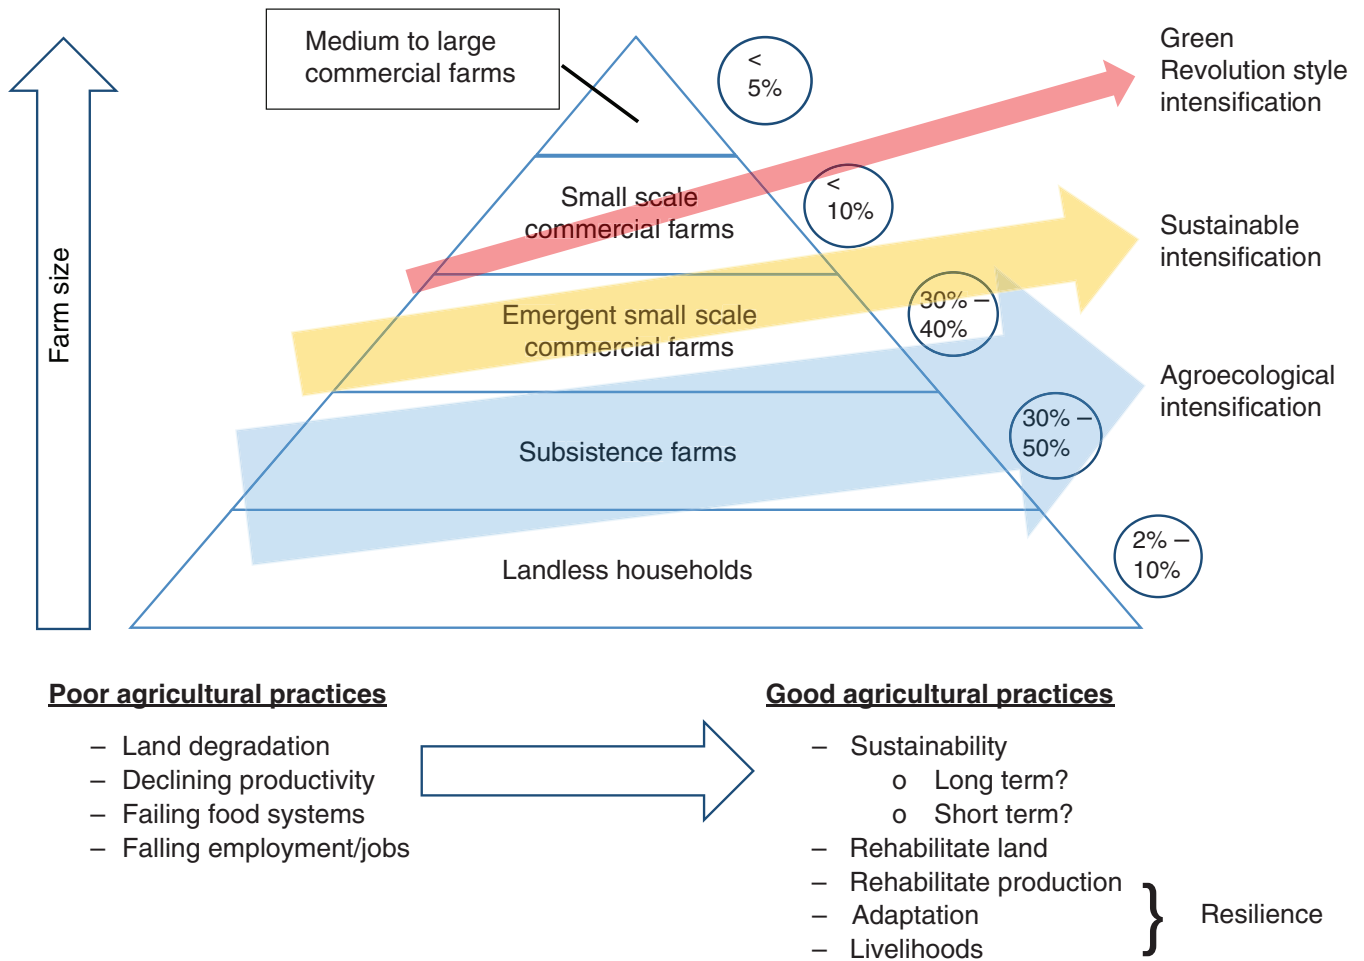 Medium to large
commercial farms
<
5%
Green
Revolution style
intensification
Small scale
commercial farms
<
10%
Sustainable
intensification
Farm size
Emergent small scale
commercial farms
30% –
40%
Agroecological
intensification
Subsistence farms
30% –
50%
Landless households
2% –
10%
Poor agricultural practices
– Land degradation
– Declining productivity
– Failing food systems
– Falling employment/jobs
Good agricultural practices
– Sustainability
o Long term?
o Short term?
– Rehabilitate land
– Rehabilitate production
– Adaptation
– Livelihoods
} Resilience